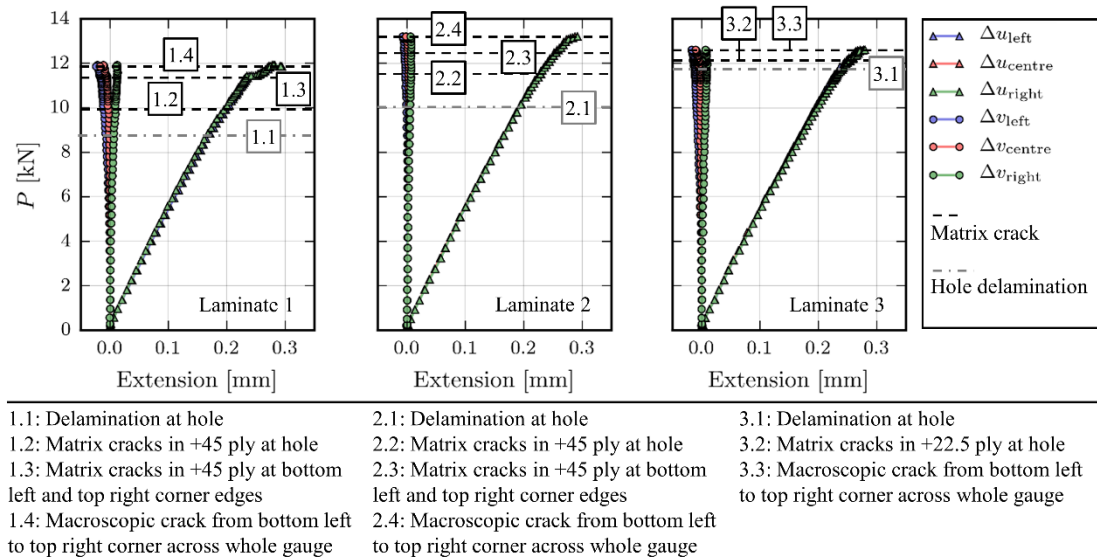 14
12
10
8
6
4
2
0
P [kN]
1.4
1.3
1.2
1.1
Laminate 1
0.0 0.1 0.2 0.3
Extension [mm]
2.4
2.3
2.2
2.1
Laminate 2
0.0 0.1 0.2 0.3
Extension [mm]
3.2 3.3
3.1
Laminate 3
0.0 0.1 0.2 0.3
Extension [mm]
Δu_left
Δu_centre
Δu_right
Δv_left
Δv_centre
Δv_right
Matrix crack
Hole delamination
1.1: Delamination at hole
1.2: Matrix cracks in +45 ply at hole
1.3: Matrix cracks in +45 ply at bottom
left and top right corner edges
1.4: Macroscopic crack from bottom left
to top right corner across whole gauge
2.1: Delamination at hole
2.2: Matrix cracks in +45 ply at hole
2.3: Matrix cracks in +45 ply at bottom
left and top right corner edges
2.4: Macroscopic crack from bottom left
to top right corner across whole gauge
3.1: Delamination at hole
3.2: Matrix cracks in +22.5 ply at hole
3.3: Macroscopic crack from bottom left
to top right corner across whole gauge